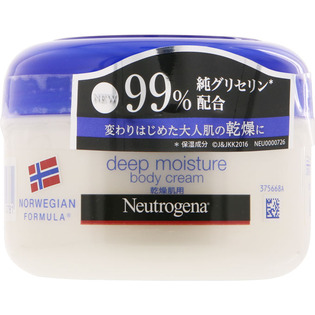 NEW
99% 純グリセリン*
配合
変わりはじめた大人肌の乾燥に
* 保湿成分 ©J&JKK2016 NEU0000726
deep moisture
body cream
乾燥肌用
Neutrogena®
NORWEGIAN
FORMULA®
375668A